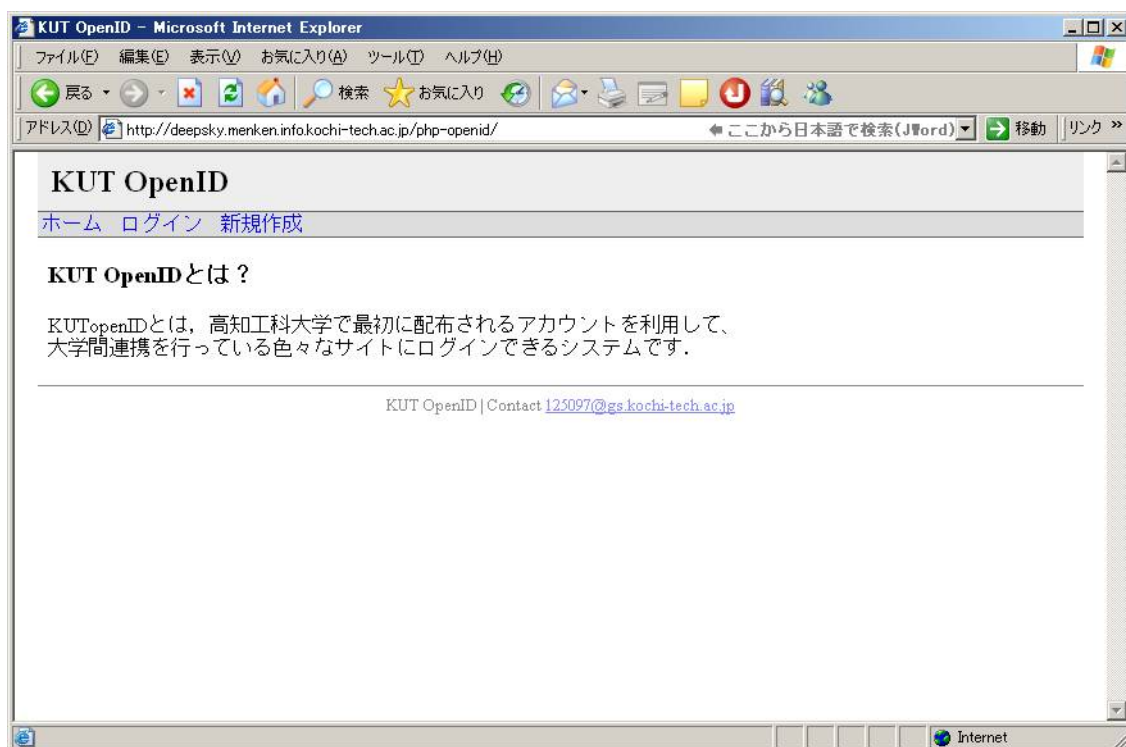 KUT OpenID - Microsoft Internet Explorer
ファイル(F) 編集(E) 表示(V) お気に入り(A) ツール(T) ヘルプ(H)
戻る 検索 お気に入り
アドレス(D) http://deepsky.menken.info.kochi-tech.ac.jp/php-openid/ ここから日本語で検索(JWord) 移動 リンク »
KUT OpenID
ホーム ログイン 新規作成
KUT OpenIDとは？
KUTopenIDとは，高知工科大学で最初に配布されるアカウントを利用して、
大学間連携を行っている色々なサイトにログインできるシステムです．
KUT OpenID | Contact 125097@gs.kochi-tech.ac.jp
Internet